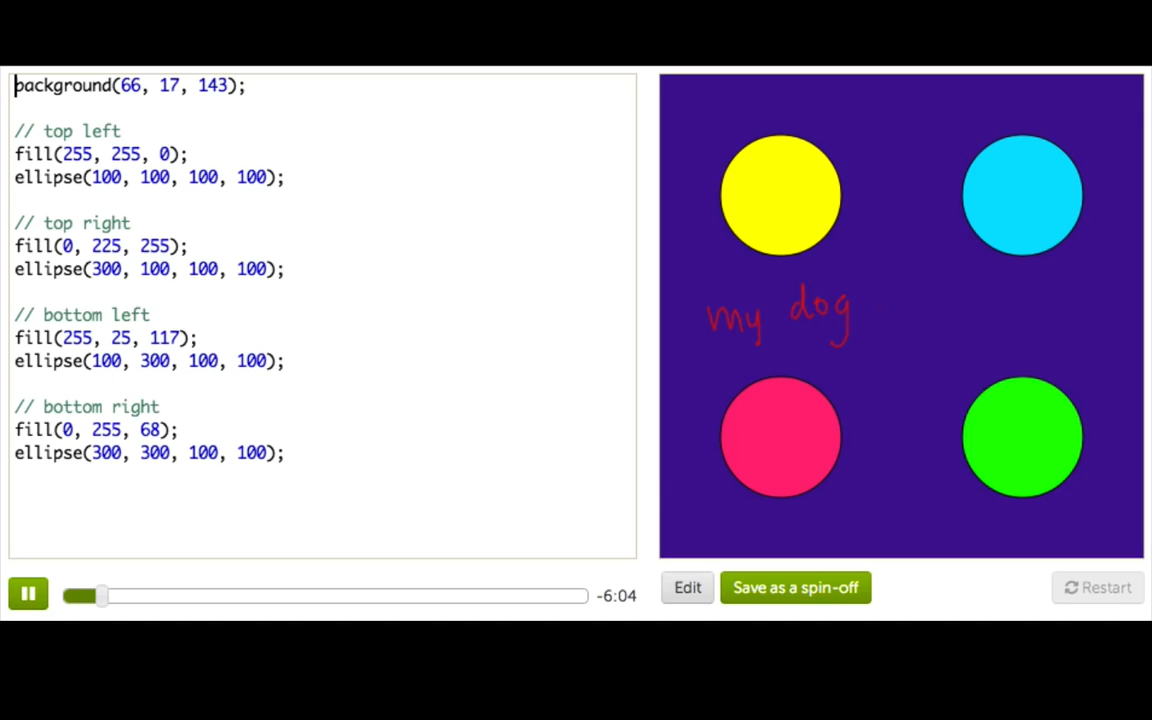 background(66, 17, 143);
// top left
fill(255, 255, 0);
ellipse(100, 100, 100, 100);
// top right
fill(0, 225, 255);
ellipse(300, 100, 100, 100);
// bottom left
fill(255, 25, 117);
ellipse(100, 300, 100, 100);
// bottom right
fill(0, 255, 68);
ellipse(300, 300, 100, 100);
my dog
-6:04
Edit
Save as a spin-off
Restart